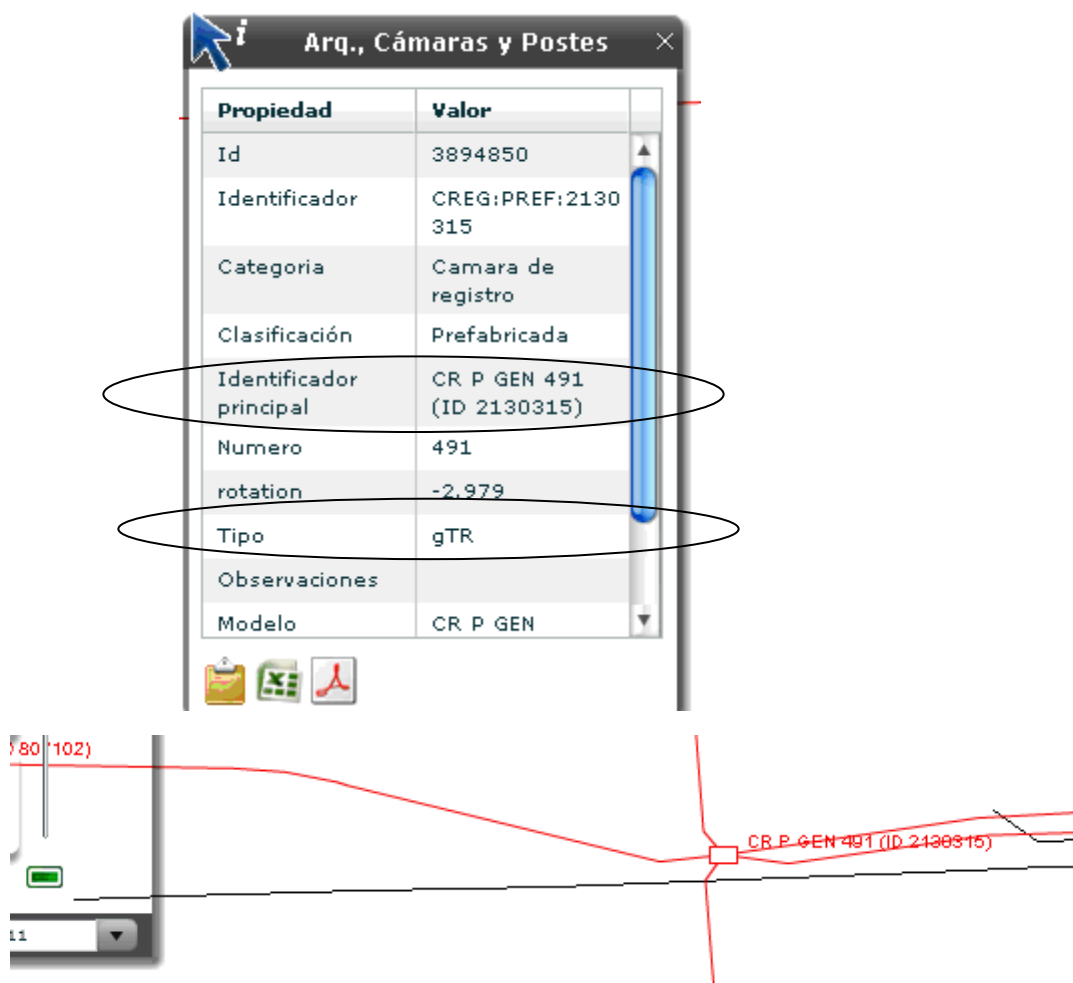 i
Arq., Cámaras y Postes
Propiedad Valor
Id 3894850
Identificador CREG:PREF:2130
315
Categoria Camara de
registro
Clasificación Prefabricada
Identificador CR P GEN 491
principal (ID 2130315)
Numero 491
rotation -2,979
Tipo gTR
Observaciones
Modelo CR P GEN
102)
CR P GEN 491 (ID 2130315)
11